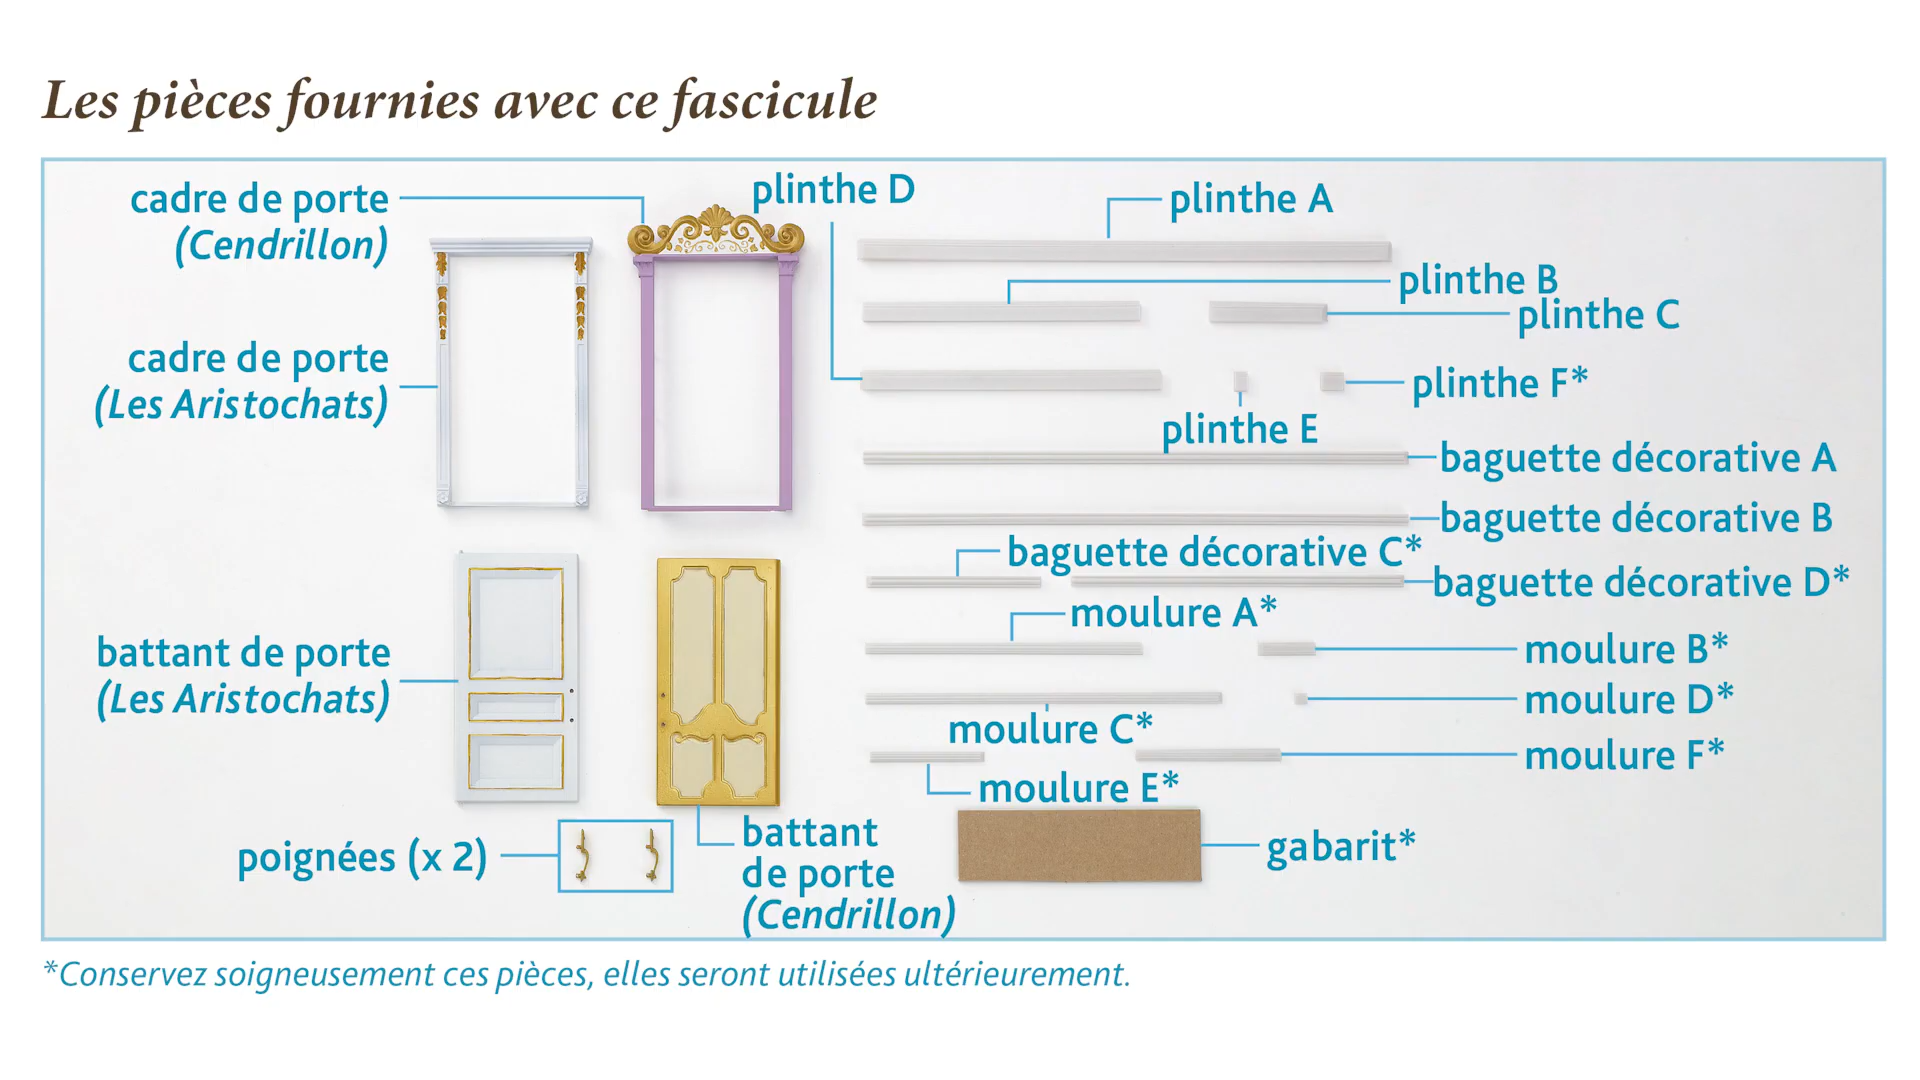 Les pièces fournies avec ce fascicule
cadre de porte
(Cendrillon)
plinthe D
plinthe A
plinthe B
plinthe C
cadre de porte
(Les Aristochats)
plinthe F*
plinthe E
baguette décorative A
baguette décorative B
baguette décorative C*
baguette décorative D*
moulure A*
battant de porte
(Les Aristochats)
moulure B*
moulure D*
moulure C*
moulure F*
moulure E*
poignées (x 2)
battant
de porte
(Cendrillon)
gabarit*
*Conservez soigneusement ces pièces, elles seront utilisées ultérieurement.